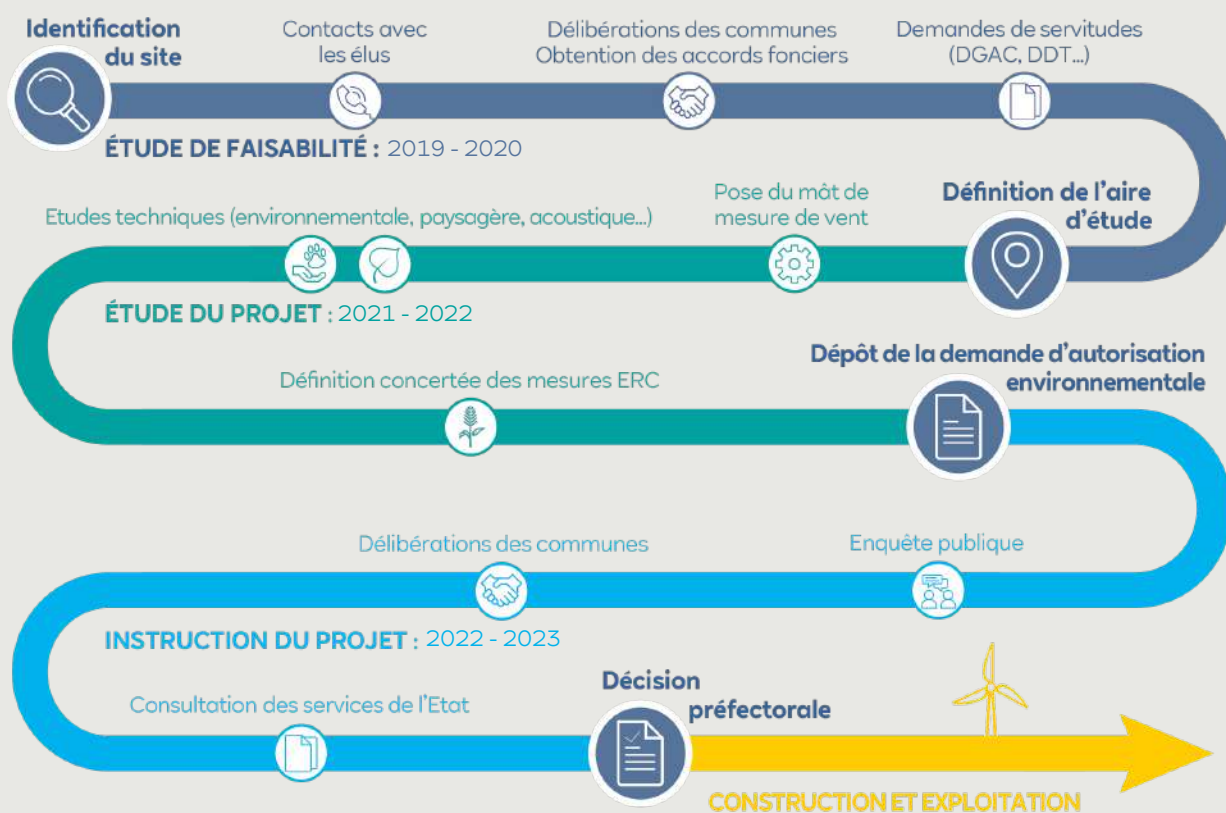 Identification
du site
Contacts avec
les élus
Délibérations des communes
Obtention des accords fonciers
Demandes de servitudes
(DGAC, DDT...)
ÉTUDE DE FAISABILITÉ : 2019 - 2020
Définition de l'aire
d'étude
Pose du mât de
mesure de vent
Etudes techniques (environnementale, paysagère, acoustique...)
ÉTUDE DU PROJET : 2021 - 2022
Définition concertée des mesures ERC
Dépôt de la demande d'autorisation
environnementale
Enquête publique
Délibérations des communes
INSTRUCTION DU PROJET : 2022 - 2023
Consultation des services de l'Etat
Décision
préfectorale
CONSTRUCTION ET EXPLOITATION